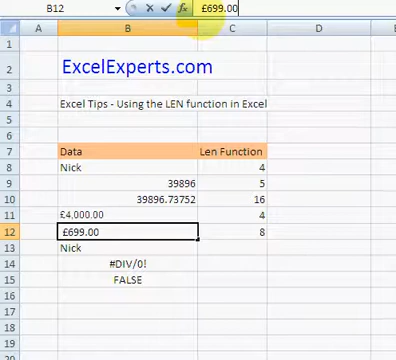 B12 fx £699.00
A B C D E
1
2 ExcelExperts.com
3
4 Excel Tips - Using the LEN function in Excel
5
6
7 Data Len Function
8 Nick 4
9 39896 5
10 39896.73752 16
11 £4,000.00 4
12 £699.00 8
13 Nick
14 #DIV/0!
15 FALSE
16
17
18
19
20